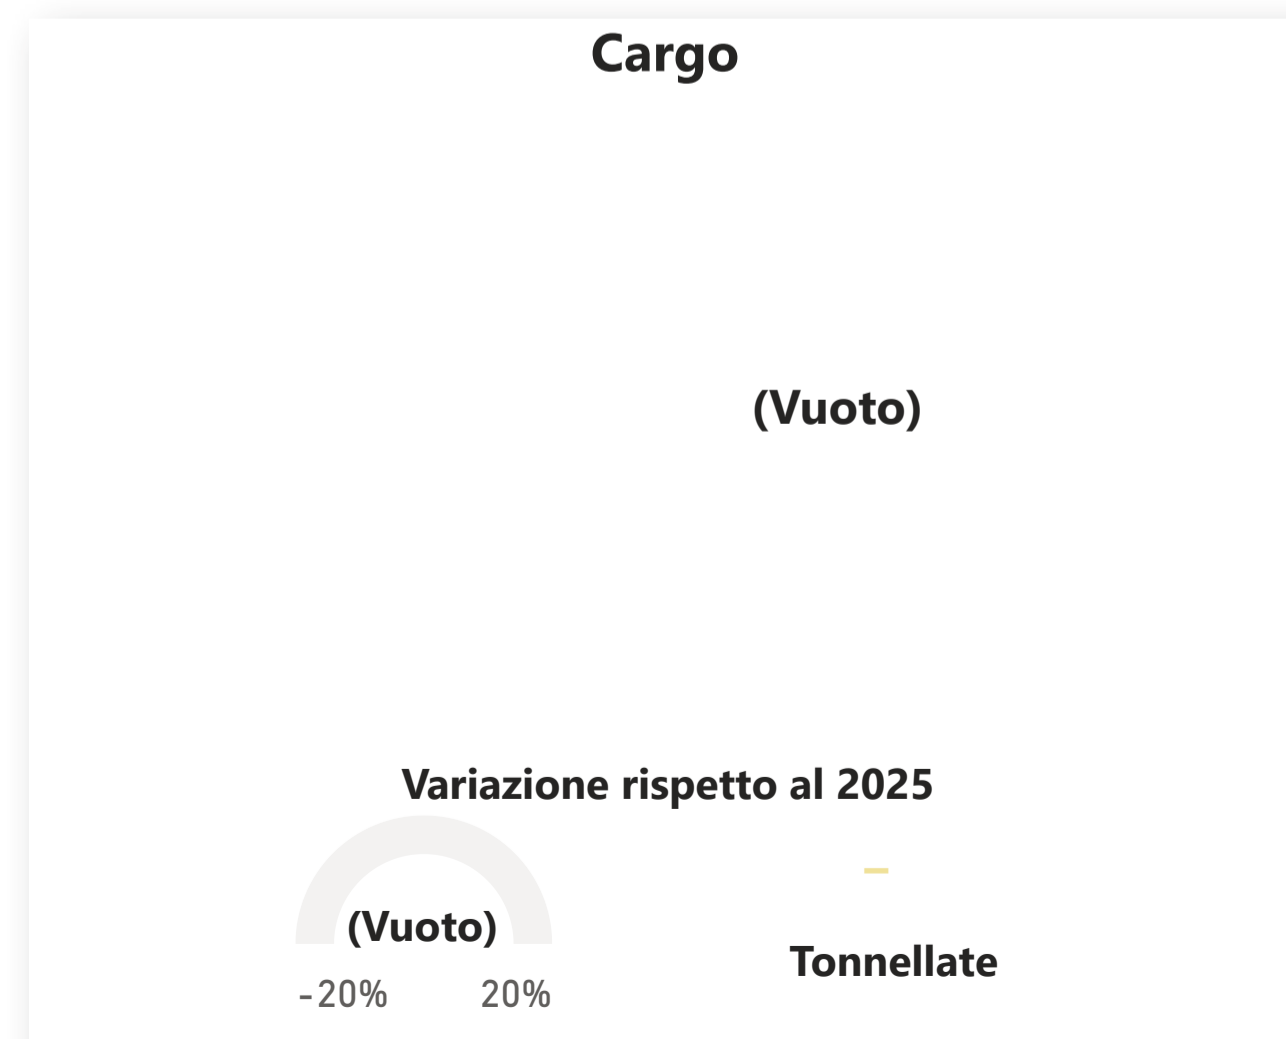 Cargo
(Vuoto)
Variazione rispetto al 2025
–
(Vuoto)
-20% 20%
Tonnellate